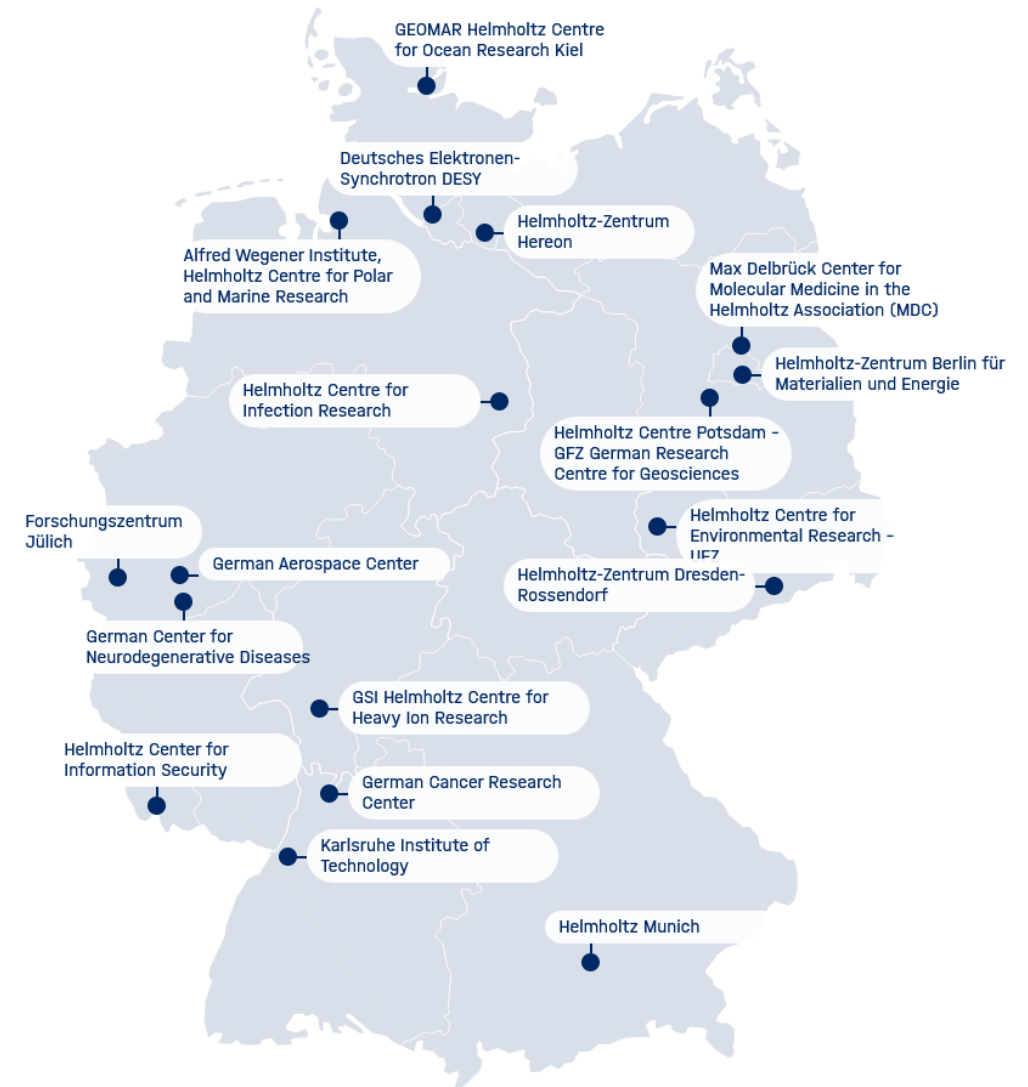 GEOMAR Helmholtz Centre
for Ocean Research Kiel
Deutsches Elektronen-
Synchrotron DESY
Helmholtz-Zentrum
Hereon
Alfred Wegener Institute,
Helmholtz Centre for Polar
and Marine Research
Max Delbrück Center for
Molecular Medicine in the
Helmholtz Association (MDC)
Helmholtz-Zentrum Berlin für
Materialien und Energie
Helmholtz Centre for
Infection Research
Helmholtz Centre Potsdam -
GFZ German Research
Centre for Geosciences
Helmholtz Centre for
Environmental Research -
UFZ
Forschungszentrum
Jülich
German Aerospace Center
Helmholtz-Zentrum Dresden-
Rossendorf
German Center for
Neurodegenerative Diseases
GSI Helmholtz Centre for
Heavy Ion Research
Helmholtz Center for
Information Security
German Cancer Research
Center
Karlsruhe Institute of
Technology
Helmholtz Munich